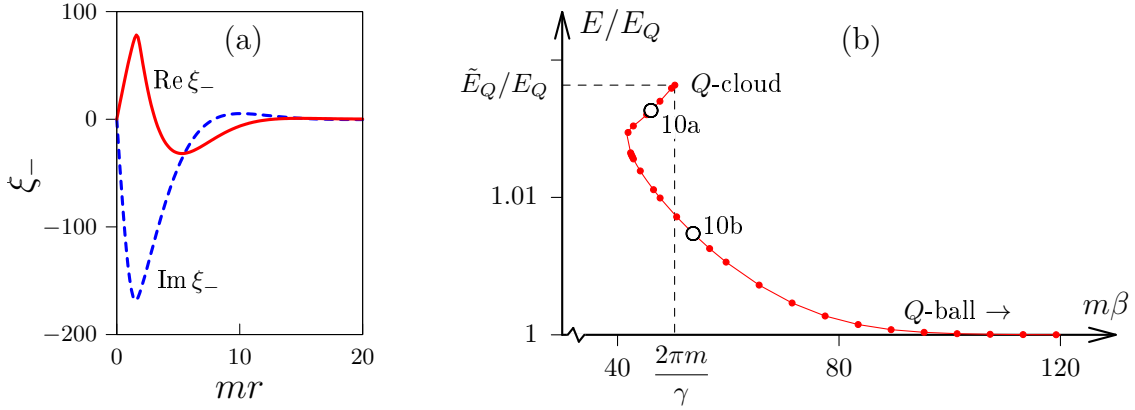 100
0
−100
−200
ξ−
(a)
Re ξ−
Im ξ−
0
10
20
mr
E/E_Q
(b)
Ẽ_Q/E_Q
Q-cloud
10a
1.01
10b
Q-ball →
mβ
1
40
2πm
γ
80
120